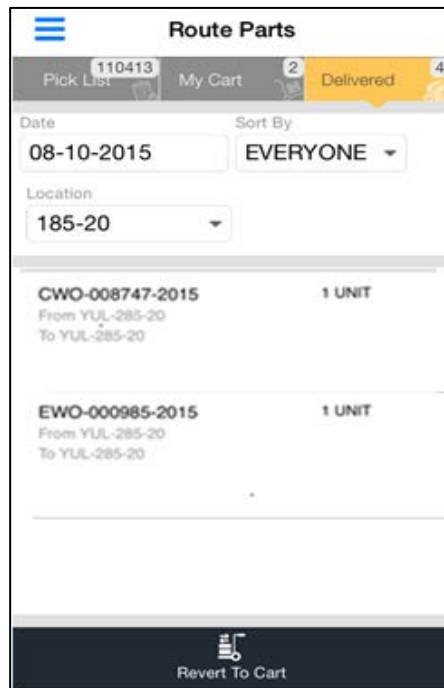 Route Parts
110413 2 4
Pick List My Cart Delivered
Date Sort By
08-10-2015 EVERYONE
Location
185-20
CWO-008747-2015 1 UNIT
From YUL-285-20
To YUL-285-20
EWO-000985-2015 1 UNIT
From YUL-285-20
To YUL-285-20
Revert To Cart